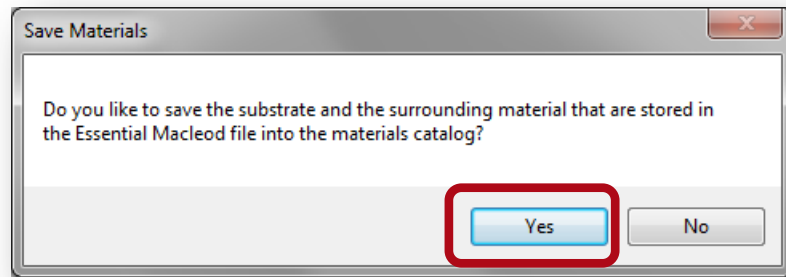 Save Materials
Do you like to save the substrate and the surrounding material that are stored in
the Essential Macleod file into the materials catalog?
Yes No